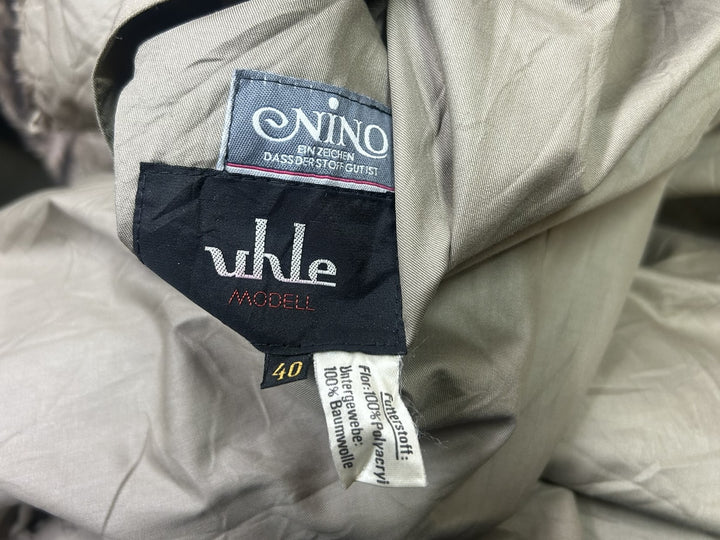 NINO
EIN ZEICHEN
DASS DER STOFF GUT IST
uhle
MODELL
40
Futterstoff:
Flor: 100% Polyacryl
Untergewebe:
100% Baumwolle